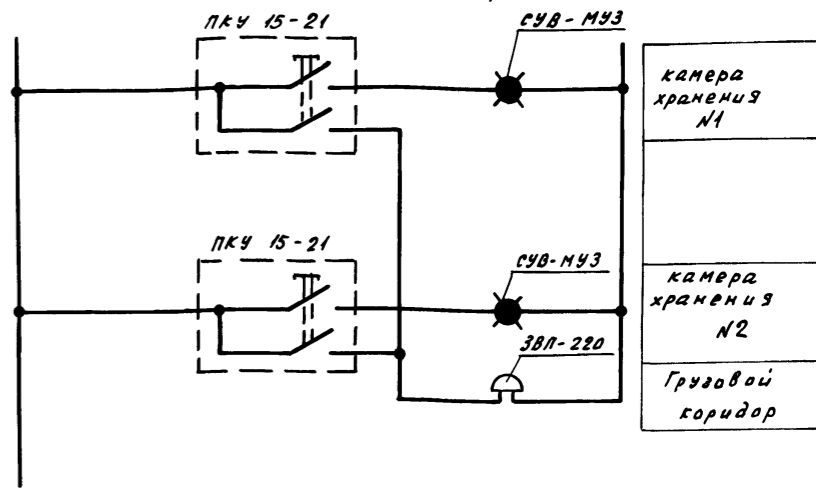 ПКУ 15-21
СУВ-МУЗ
камера
хранения
N1
ПКУ 15-21
СУВ-МУЗ
камера
хранения
N2
ЗВП-220
Грузовой
коридор